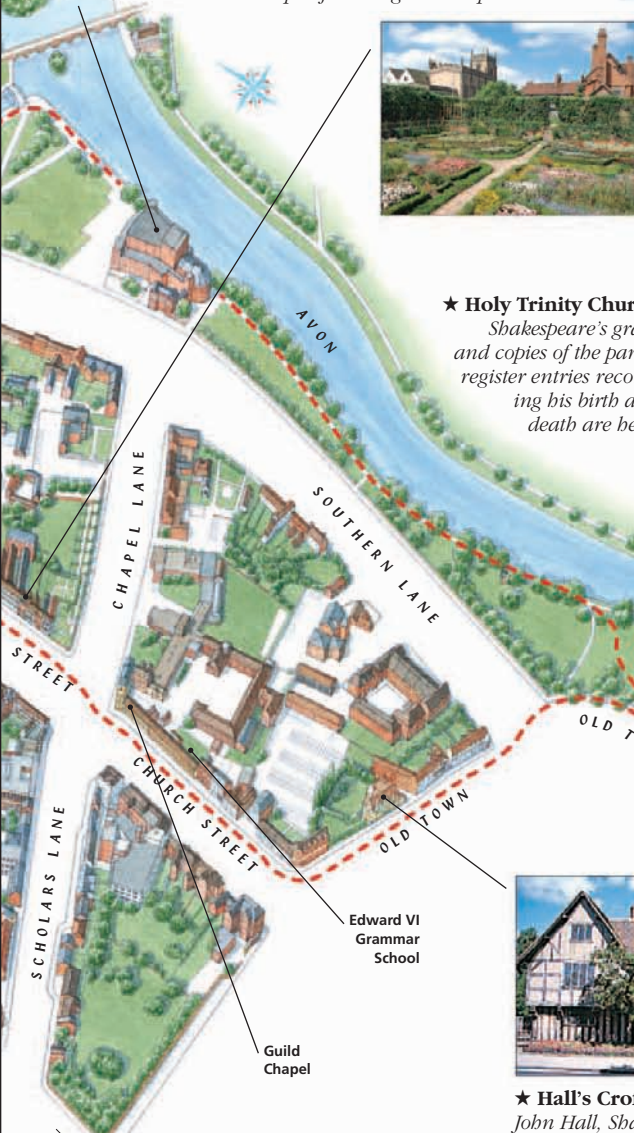 AVON
★ Holy Trinity Chur
Shakespeare's gra
and copies of the par
register entries reco
ing his birth a
death are he
CHAPEL LANE
SOUTHERN LANE
STREET
OLD T
CHURCH STREET
OLD TOWN
SCHOLARS LANE
Edward VI
Grammar
School
Guild
Chapel
★ Hall's Cro
John Hall, Sha